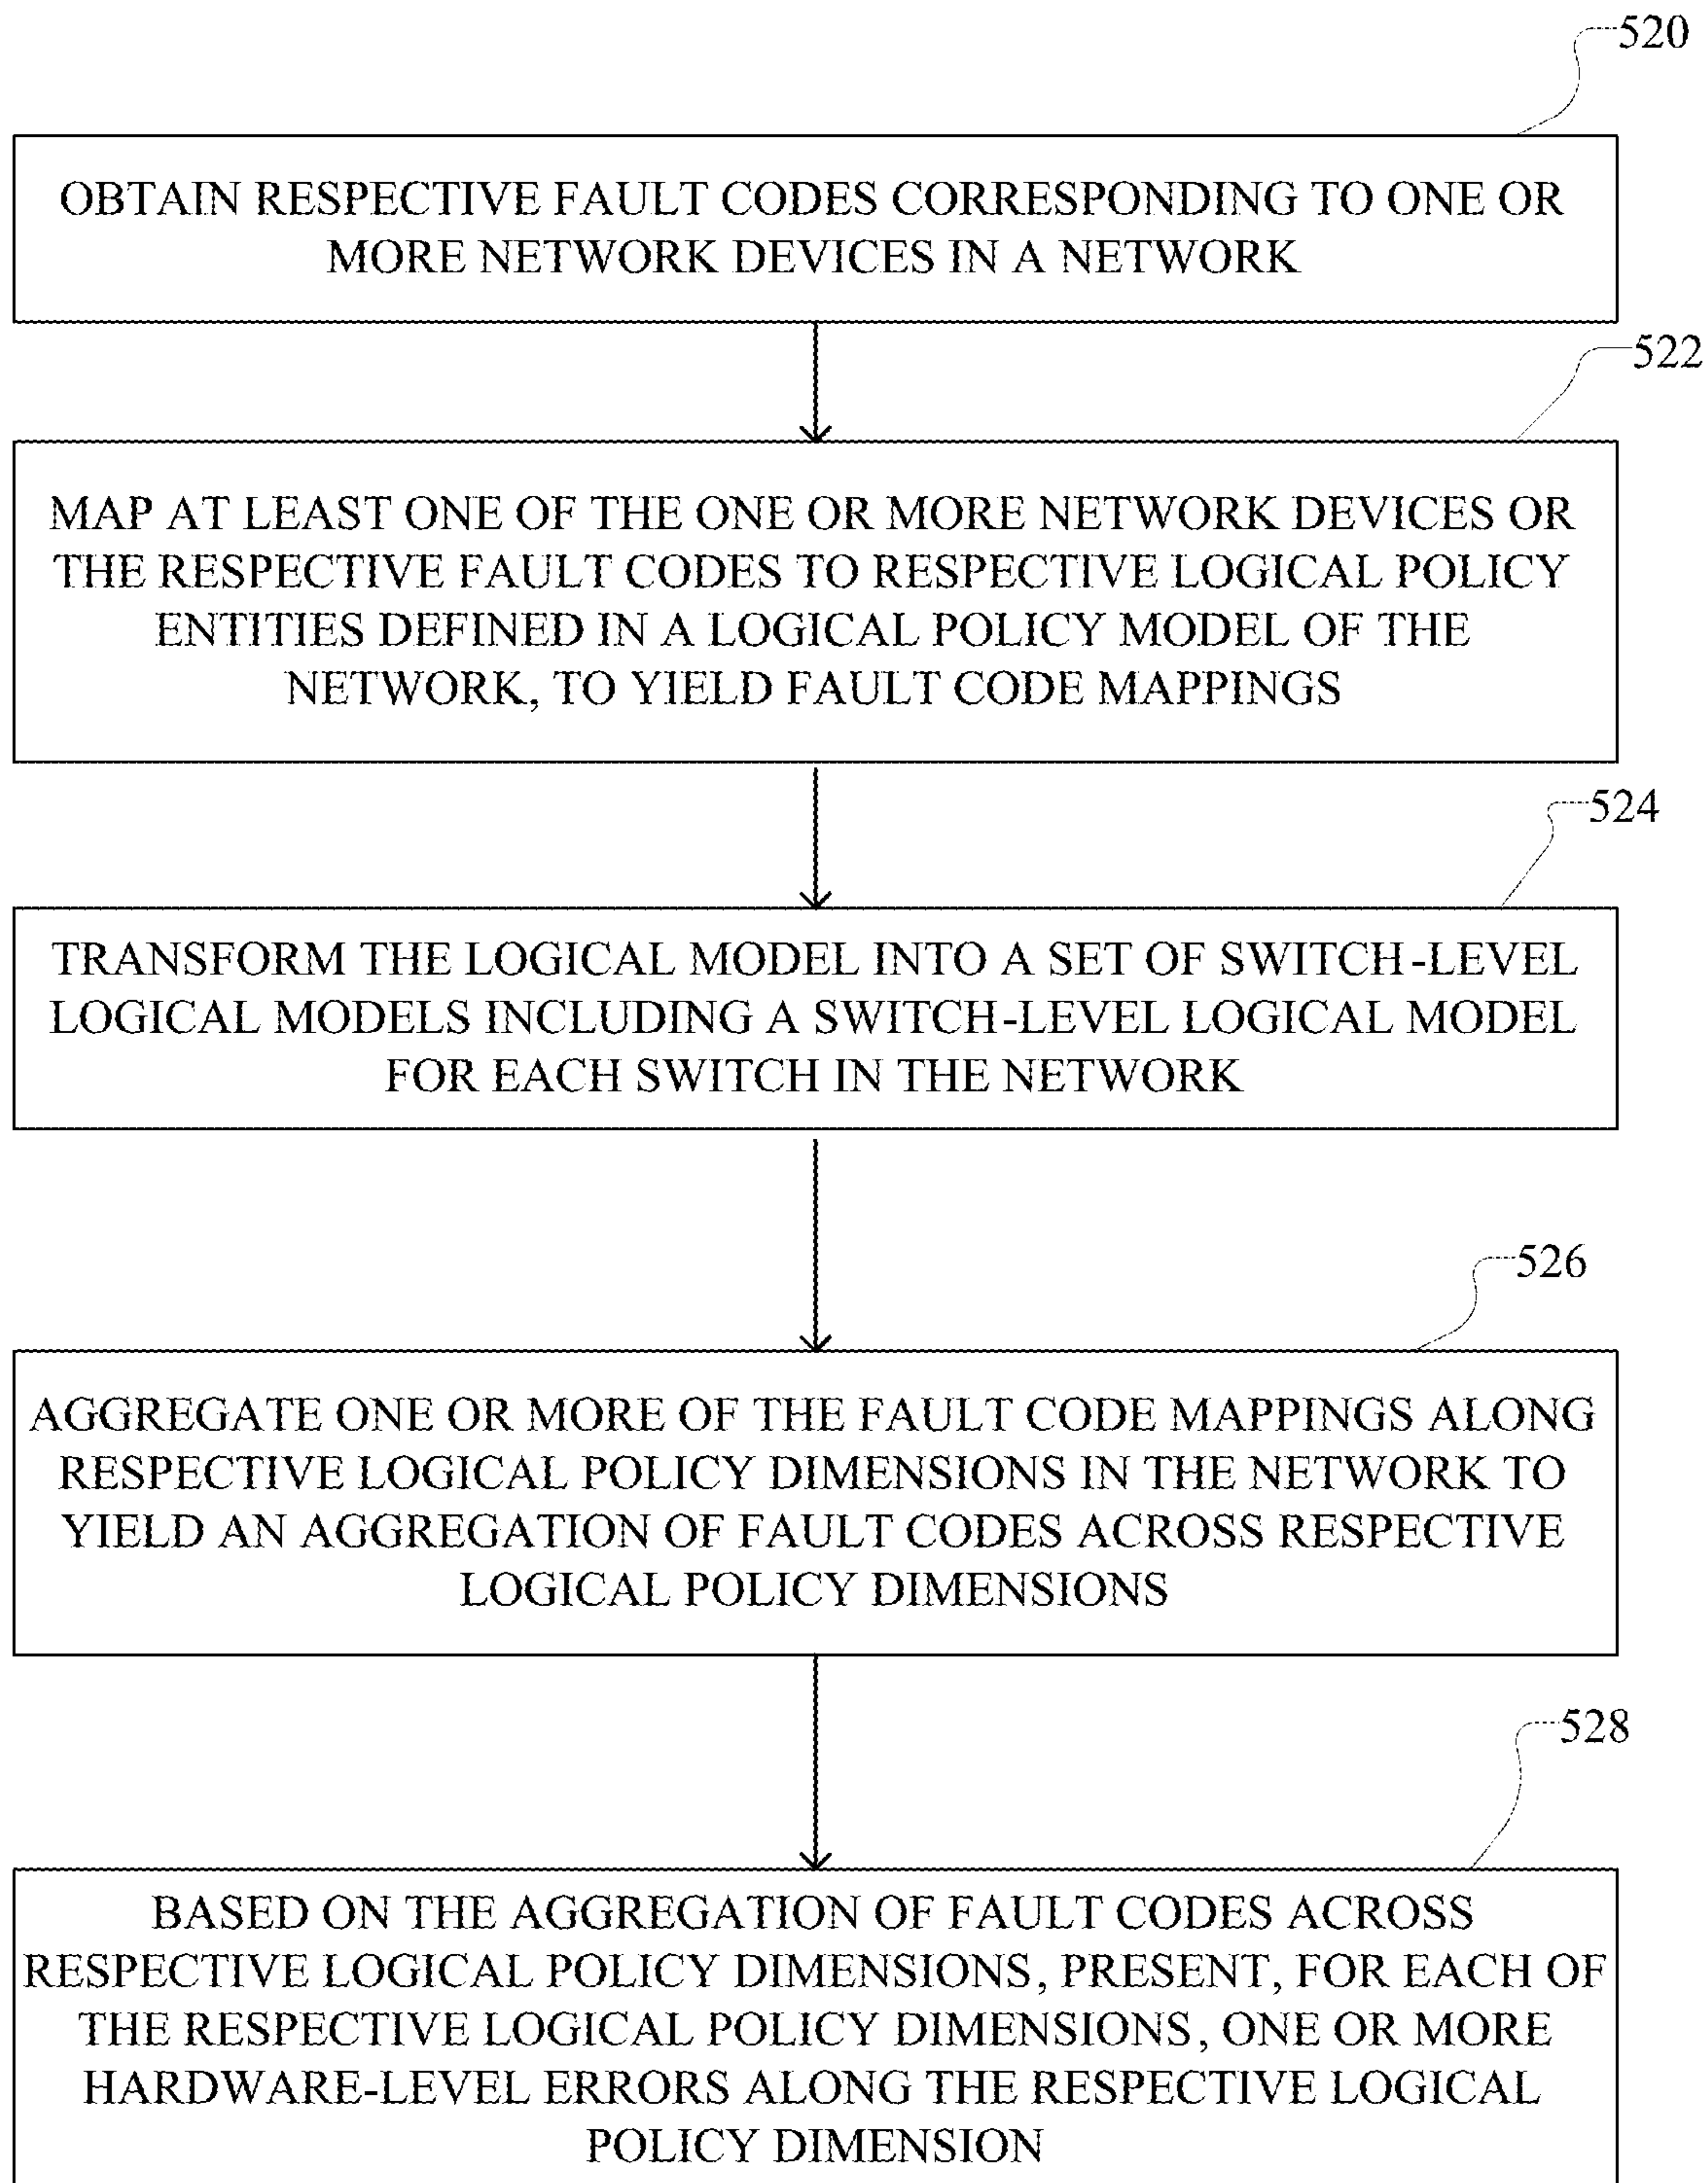 520
OBTAIN RESPECTIVE FAULT CODES CORRESPONDING TO ONE OR
MORE NETWORK DEVICES IN A NETWORK
522
MAP AT LEAST ONE OF THE ONE OR MORE NETWORK DEVICES OR
THE RESPECTIVE FAULT CODES TO RESPECTIVE LOGICAL POLICY
ENTITIES DEFINED IN A LOGICAL POLICY MODEL OF THE
NETWORK, TO YIELD FAULT CODE MAPPINGS
524
TRANSFORM THE LOGICAL MODEL INTO A SET OF SWITCH-LEVEL
LOGICAL MODELS INCLUDING A SWITCH-LEVEL LOGICAL MODEL
FOR EACH SWITCH IN THE NETWORK
526
AGGREGATE ONE OR MORE OF THE FAULT CODE MAPPINGS ALONG
RESPECTIVE LOGICAL POLICY DIMENSIONS IN THE NETWORK TO
YIELD AN AGGREGATION OF FAULT CODES ACROSS RESPECTIVE
LOGICAL POLICY DIMENSIONS
528
BASED ON THE AGGREGATION OF FAULT CODES ACROSS
RESPECTIVE LOGICAL POLICY DIMENSIONS, PRESENT, FOR EACH OF
THE RESPECTIVE LOGICAL POLICY DIMENSIONS, ONE OR MORE
HARDWARE-LEVEL ERRORS ALONG THE RESPECTIVE LOGICAL
POLICY DIMENSION